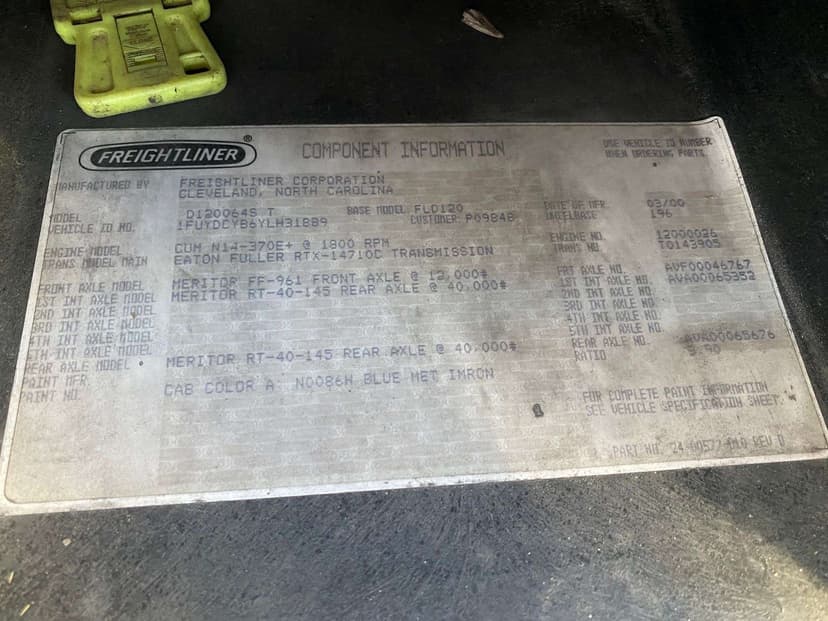 FREIGHTLINER ® COMPONENT INFORMATION
USE VEHICLE ID NUMBER
WHEN ORDERING PARTS.
MANUFACTURED BY FREIGHTLINER CORPORATION
CLEVELAND, NORTH CAROLINA
MODEL D120064S T BASE MODEL FLD120 DATE OF MFR 03/00
VEHICLE ID NO. 1FUYDCYB6YLH31889 CUSTOMER: P09848 WHEELBASE 196
ENGINE MODEL CUM N14-370E+ @ 1800 RPM ENGINE NO. 12000026
TRANS MODEL MAIN EATON FULLER RTX-14710C TRANSMISSION TRANS NO. T0143905
FRONT AXLE MODEL MERITOR FF-961 FRONT AXLE @ 12,000# FRT AXLE NO. AVF00046767
1ST INT AXLE MODEL MERITOR RT-40-145 REAR AXLE @ 40,000# 1ST INT AXLE NO. AVA00065352
2ND INT AXLE MODEL 2ND INT AXLE NO.
3RD INT AXLE MODEL 3RD INT AXLE NO.
4TH INT AXLE MODEL 4TH INT AXLE NO.
5TH INT AXLE MODEL 5TH INT AXLE NO.
REAR AXLE MODEL MERITOR RT-40-145 REAR AXLE @ 40,000# REAR AXLE NO. AVA00065676
PAINT MFR. RATIO 3.90
PAINT NO. CAB COLOR A: N0086H BLUE MET IMRON
FOR COMPLETE PAINT INFORMATION
SEE VEHICLE SPECIFICATION SHEET.
PART NO. REV D